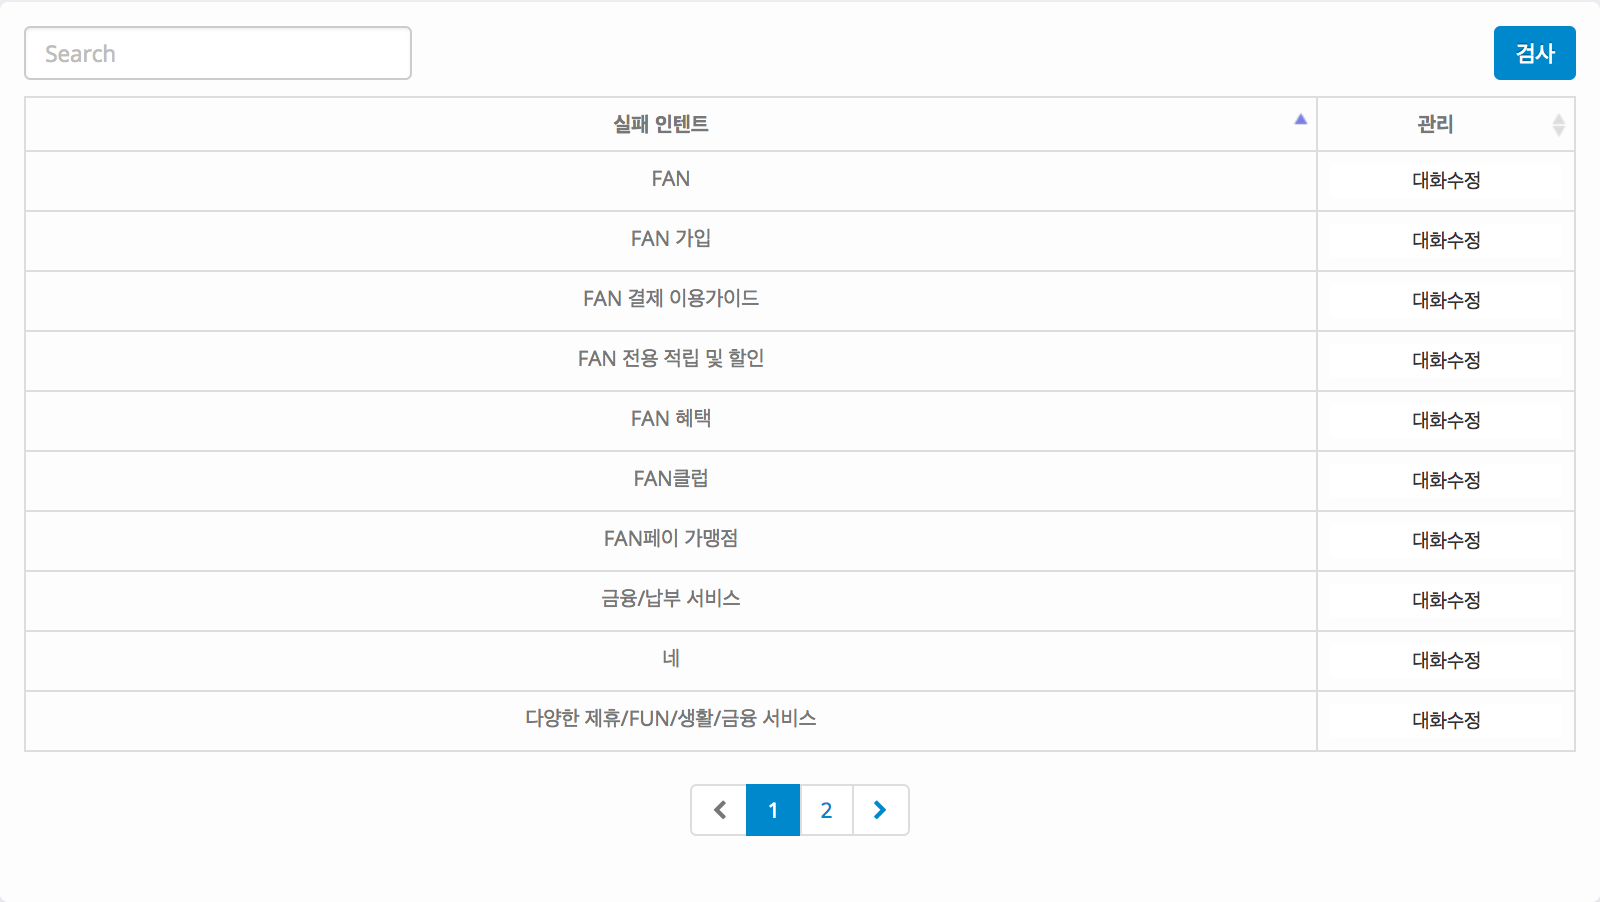 Search
검사
실패 인텐트 관리
FAN 대화수정
FAN 가입 대화수정
FAN 결제 이용가이드 대화수정
FAN 전용 적립 및 할인 대화수정
FAN 혜택 대화수정
FAN클럽 대화수정
FAN페이 가맹점 대화수정
금융/납부 서비스 대화수정
네 대화수정
다양한 제휴/FUN/생활/금융 서비스 대화수정
1 2